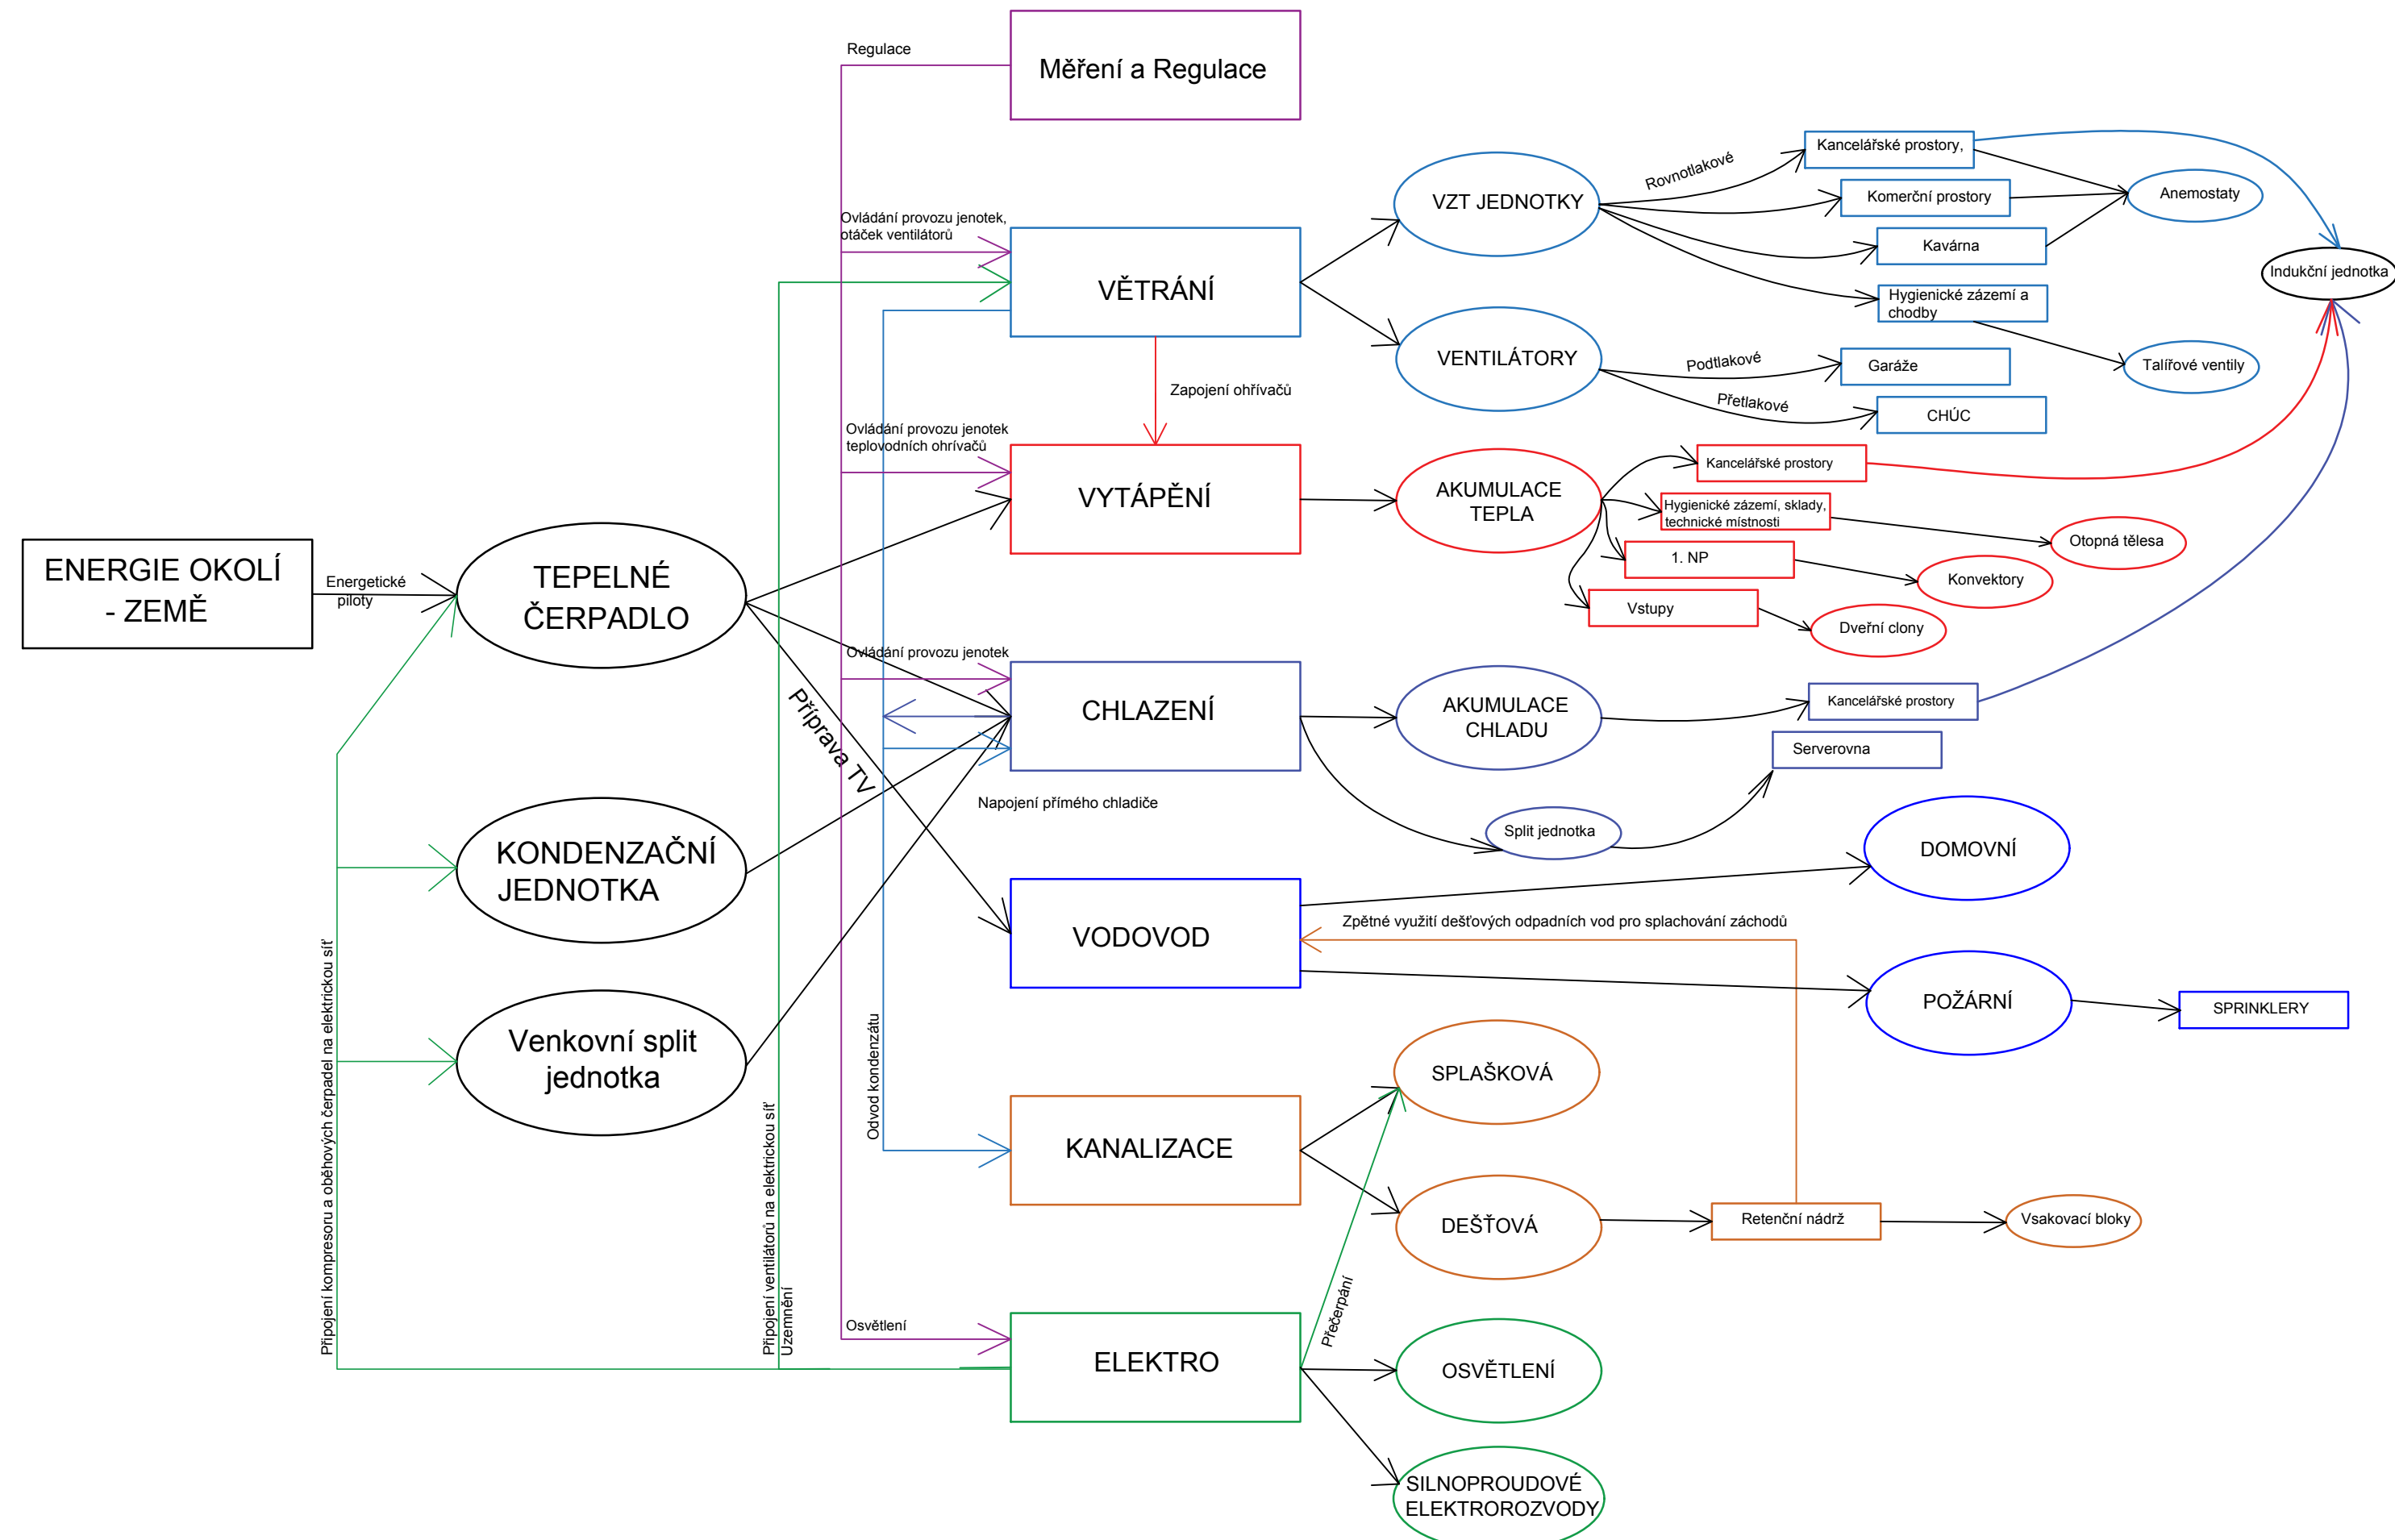 Regulace
Měření a Regulace
Ovládání provozu jenotek,
otáček ventilátorů
VĚTRÁNÍ
VZT JEDNOTKY
Rovnotlakové
Kancelářské prostory,
Komerční prostory
Kavárna
Hygienické zázemí a
chodby
Anemostaty
Indukční jednotka
VENTILÁTORY
Podtlakové
Přetlakové
Garáže
CHÚC
Talířové ventily
Zapojení ohřívačů
Ovládání provozu jenotek
teplovodních ohrívačů
VYTÁPĚNÍ
AKUMULACE
TEPLA
Kancelářské prostory
Hygienické zázemí, sklady,
technické místnosti
1. NP
Vstupy
Otopná tělesa
Konvektory
Dveřní clony
ENERGIE OKOLÍ
- ZEMĚ
Energetické
piloty
TEPELNÉ
ČERPADLO
Ovládání provozu jenotek
Příprava TV
CHLAZENÍ
AKUMULACE
CHLADU
Kancelářské prostory
Serverovna
Napojení přímého chladiče
Split jednotka
KONDENZAČNÍ
JEDNOTKA
VODOVOD
DOMOVNÍ
Zpětné využití dešťových odpadních vod pro splachování záchodů
POŽÁRNÍ
SPRINKLERY
Venkovní split
jednotka
Odvod kondenzátu
KANALIZACE
SPLAŠKOVÁ
DEŠŤOVÁ
Retenční nádrž
Vsakovací bloky
Připojení kompresoru a oběhových čerpadel na elektrickou síť
Připojení ventilátorů na elektrickou síť
Uzemnění
Osvětlení
ELEKTRO
Přečerpání
OSVĚTLENÍ
SILNOPROUDOVÉ
ELEKTROROZVODY